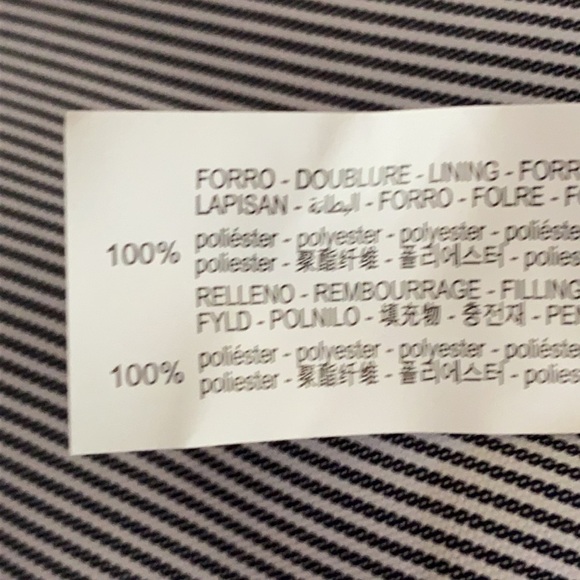 FORRO - DOUBLURE - LINING - FORR
LAPISAN - البطانة - FORRO - FOLRE - F
100% poliéster - polyester - polyester - poliéste
poliester - 聚酯纤维 - 폴리에스터 - polies
RELLENO - REMBOURRAGE - FILLING
FYLD - POLNILO - 填充物 - 충전재 - PE
100% poliéster - polyester - polyester - poliéste
poliester - 聚酯纤维 - 폴리에스터 - polies